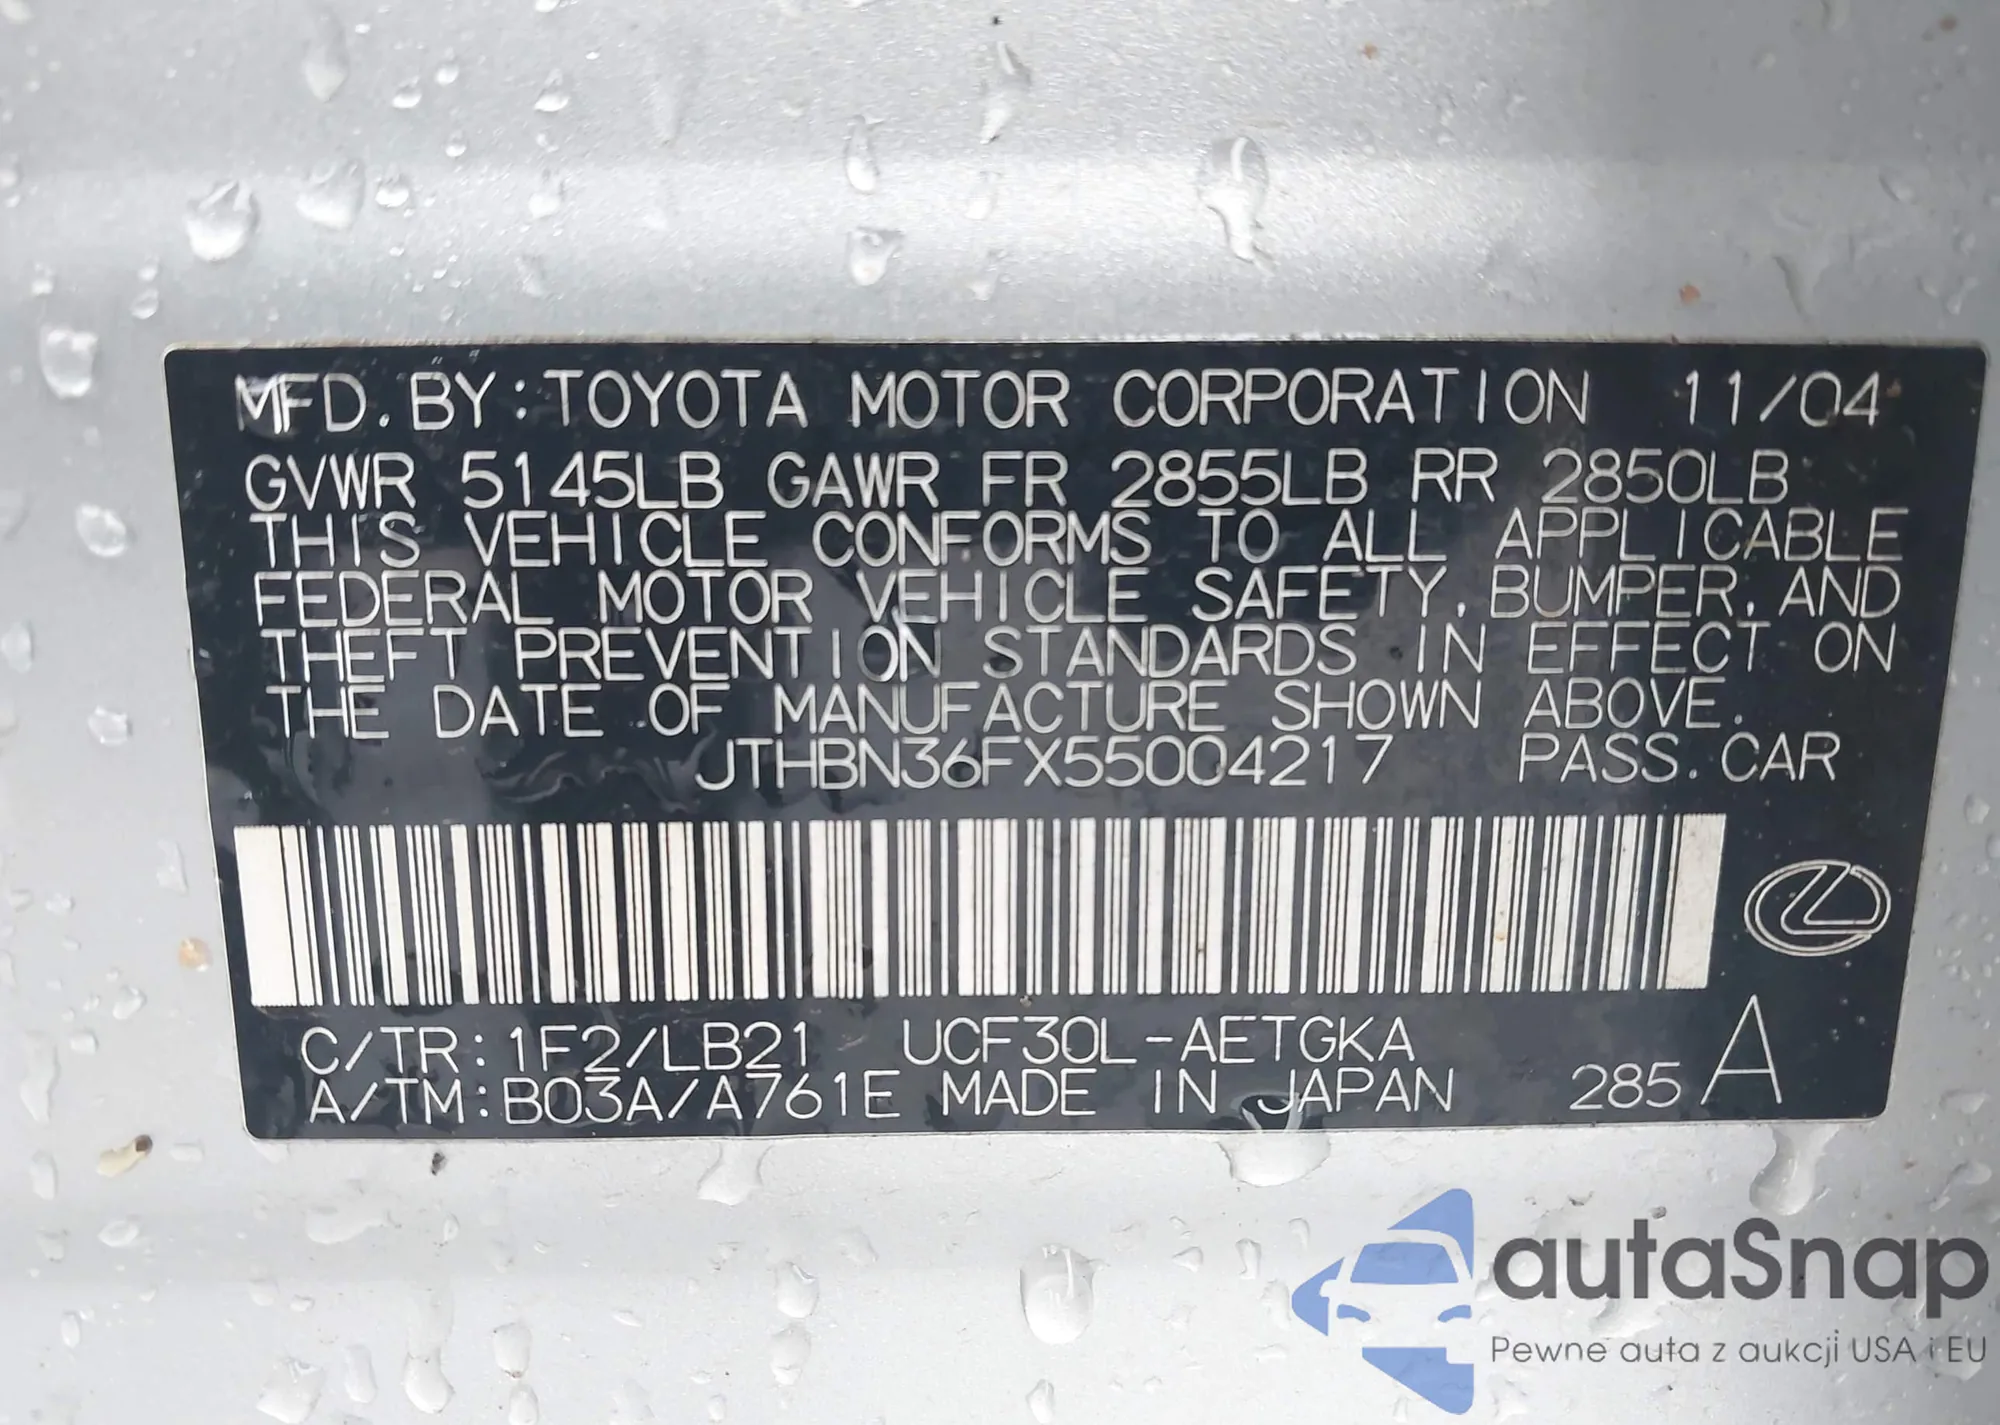 MFD. BY: TOYOTA MOTOR CORPORATION 11/04
GVWR 5145LB GAWR FR 2855LB RR 2850LB
THIS VEHICLE CONFORMS TO ALL APPLICABLE
FEDERAL MOTOR VEHICLE SAFETY, BUMPER, AND
THEFT PREVENTION STANDARDS IN EFFECT ON
THE DATE OF MANUFACTURE SHOWN ABOVE.
JTHBN36FX55004217 PASS. CAR
C/TR: 1F2/LB21 UCF30L-AETGKA
A/TM: B03A/A761E MADE IN JAPAN 285 A
autaSnap
Pewne auta z aukcji USA i EU